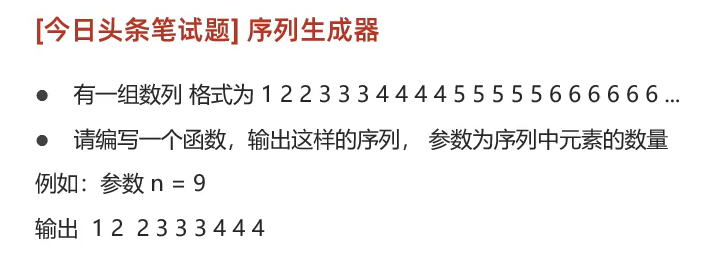 [今日头条笔试题] 序列生成器
● 有一组数列 格式为 1 2 2 3 3 3 4 4 4 4 5 5 5 5 5 6 6 6 6 6 6 ...
● 请编写一个函数，输出这样的序列， 参数为序列中元素的数量
例如：参数 n = 9
输出 1 2 2 3 3 3 4 4 4